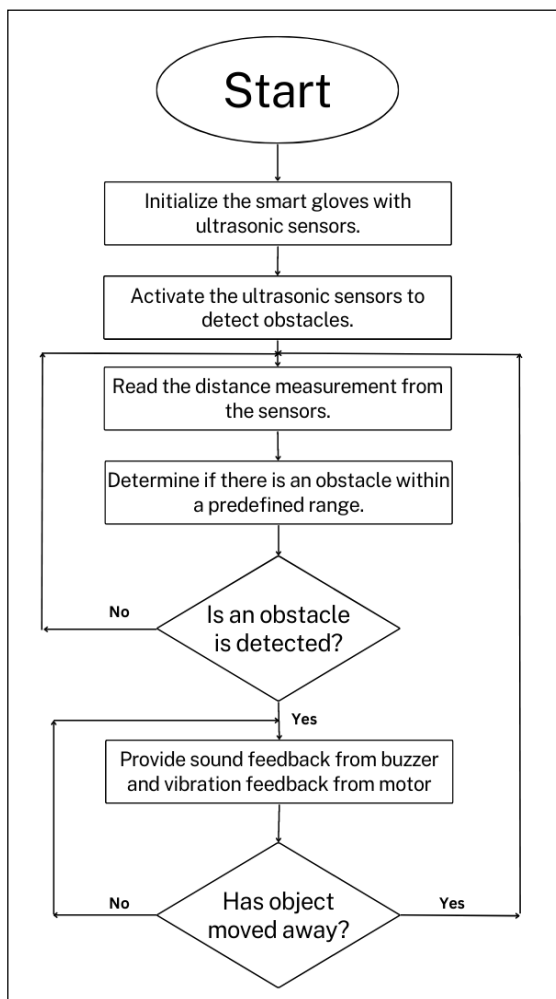 Start
Initialize the smart gloves with
ultrasonic sensors.
Activate the ultrasonic sensors to
detect obstacles.
Read the distance measurement from
the sensors.
Determine if there is an obstacle within
a predefined range.
No
Is an obstacle
is detected?
Yes
Provide sound feedback from buzzer
and vibration feedback from motor
No
Has object
moved away?
Yes